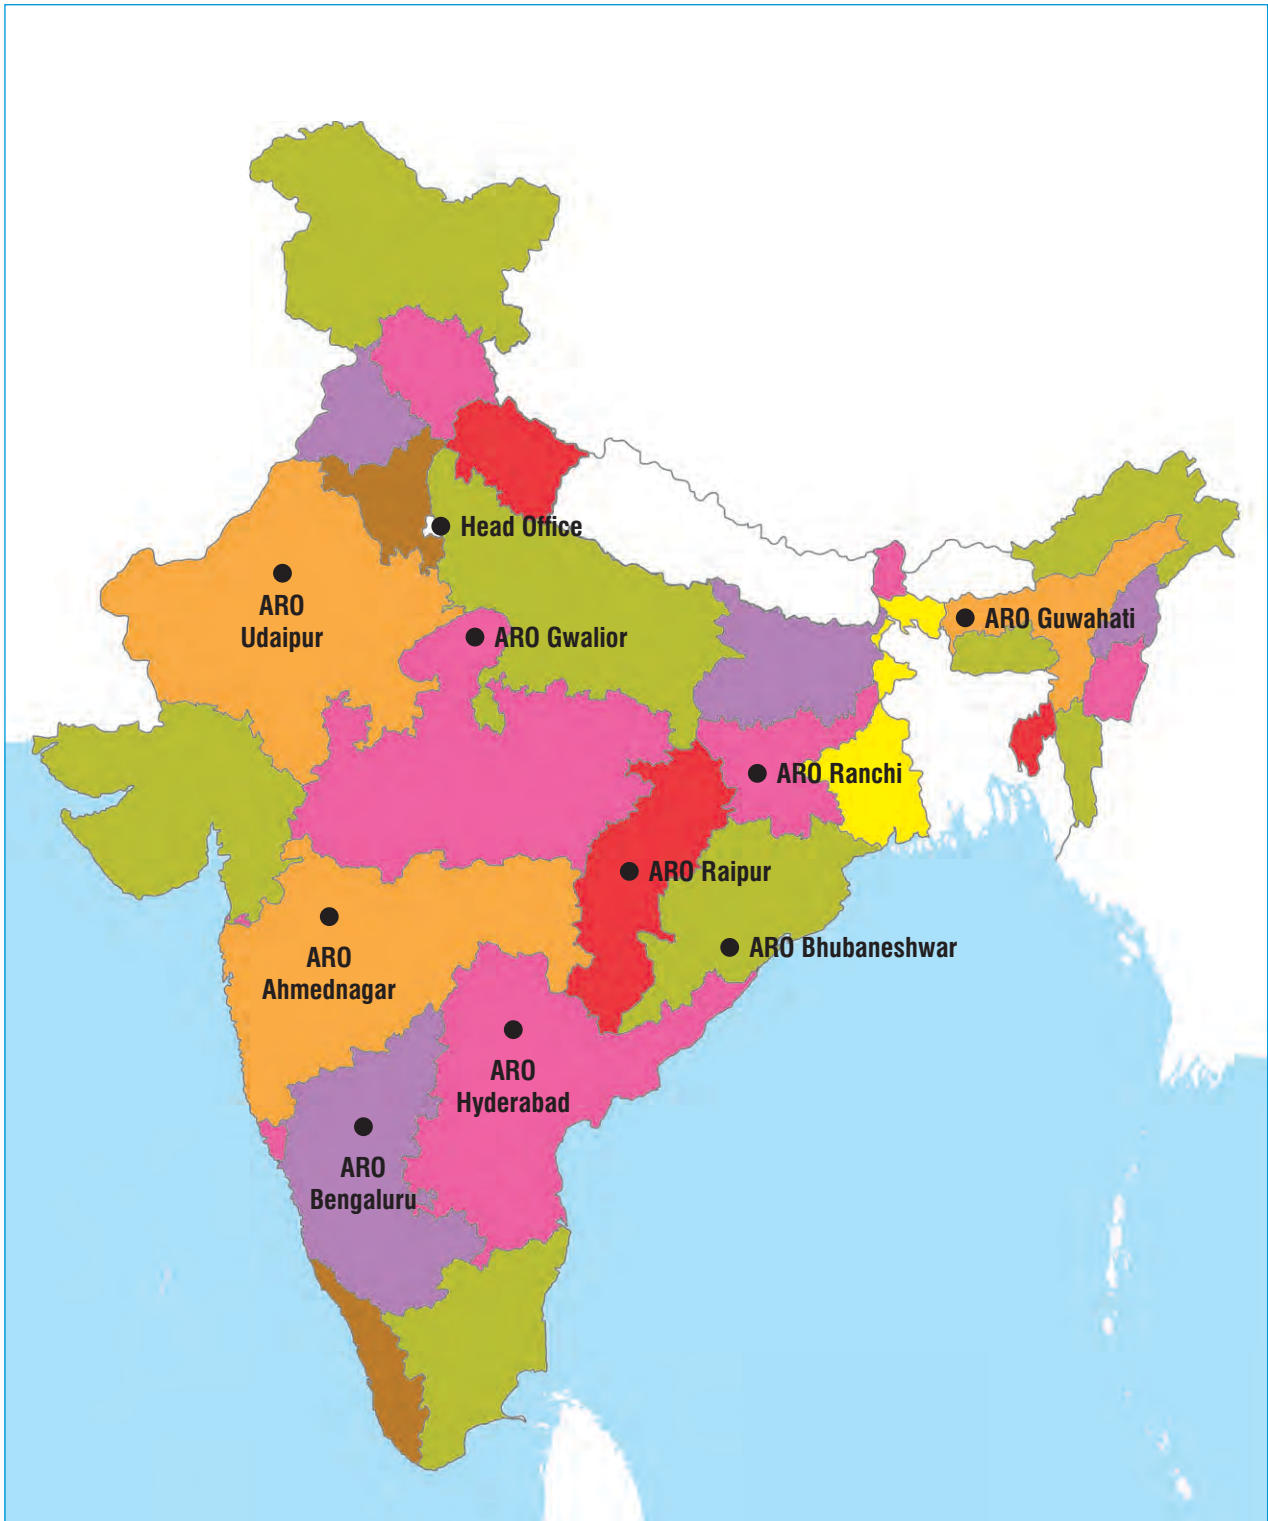 Head Office
ARO
Udaipur
ARO Gwalior
ARO Guwahati
ARO Ranchi
ARO Raipur
ARO Bhubaneshwar
ARO
Ahmednagar
ARO
Hyderabad
ARO
Bengaluru